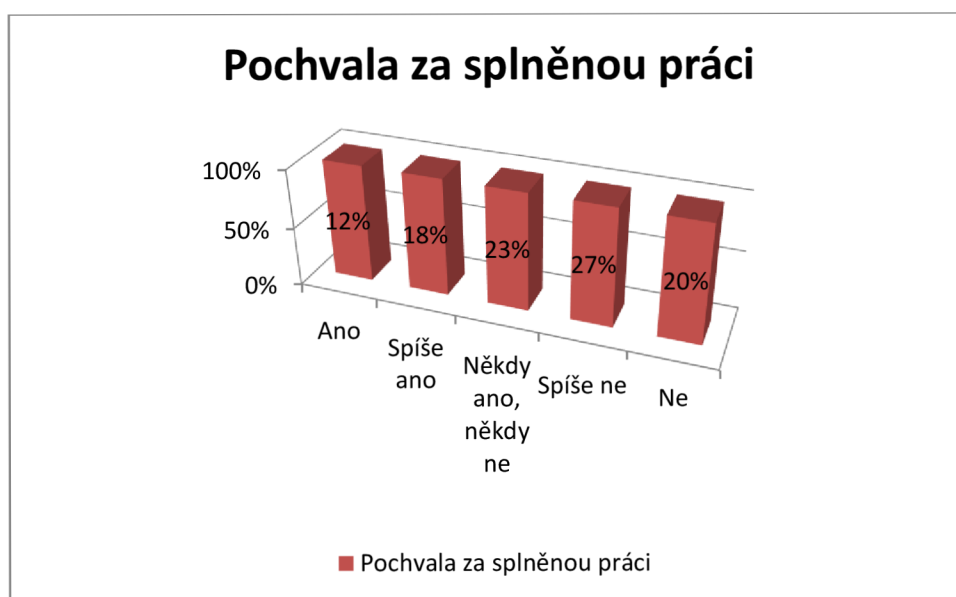 Pochvala za splněnou práci
100%
50%
0%
12%
18%
23%
27%
20%
Ano
Spíše
ano
Někdy
ano,
někdy
ne
Spíše ne
Ne
Pochvala za splněnou práci